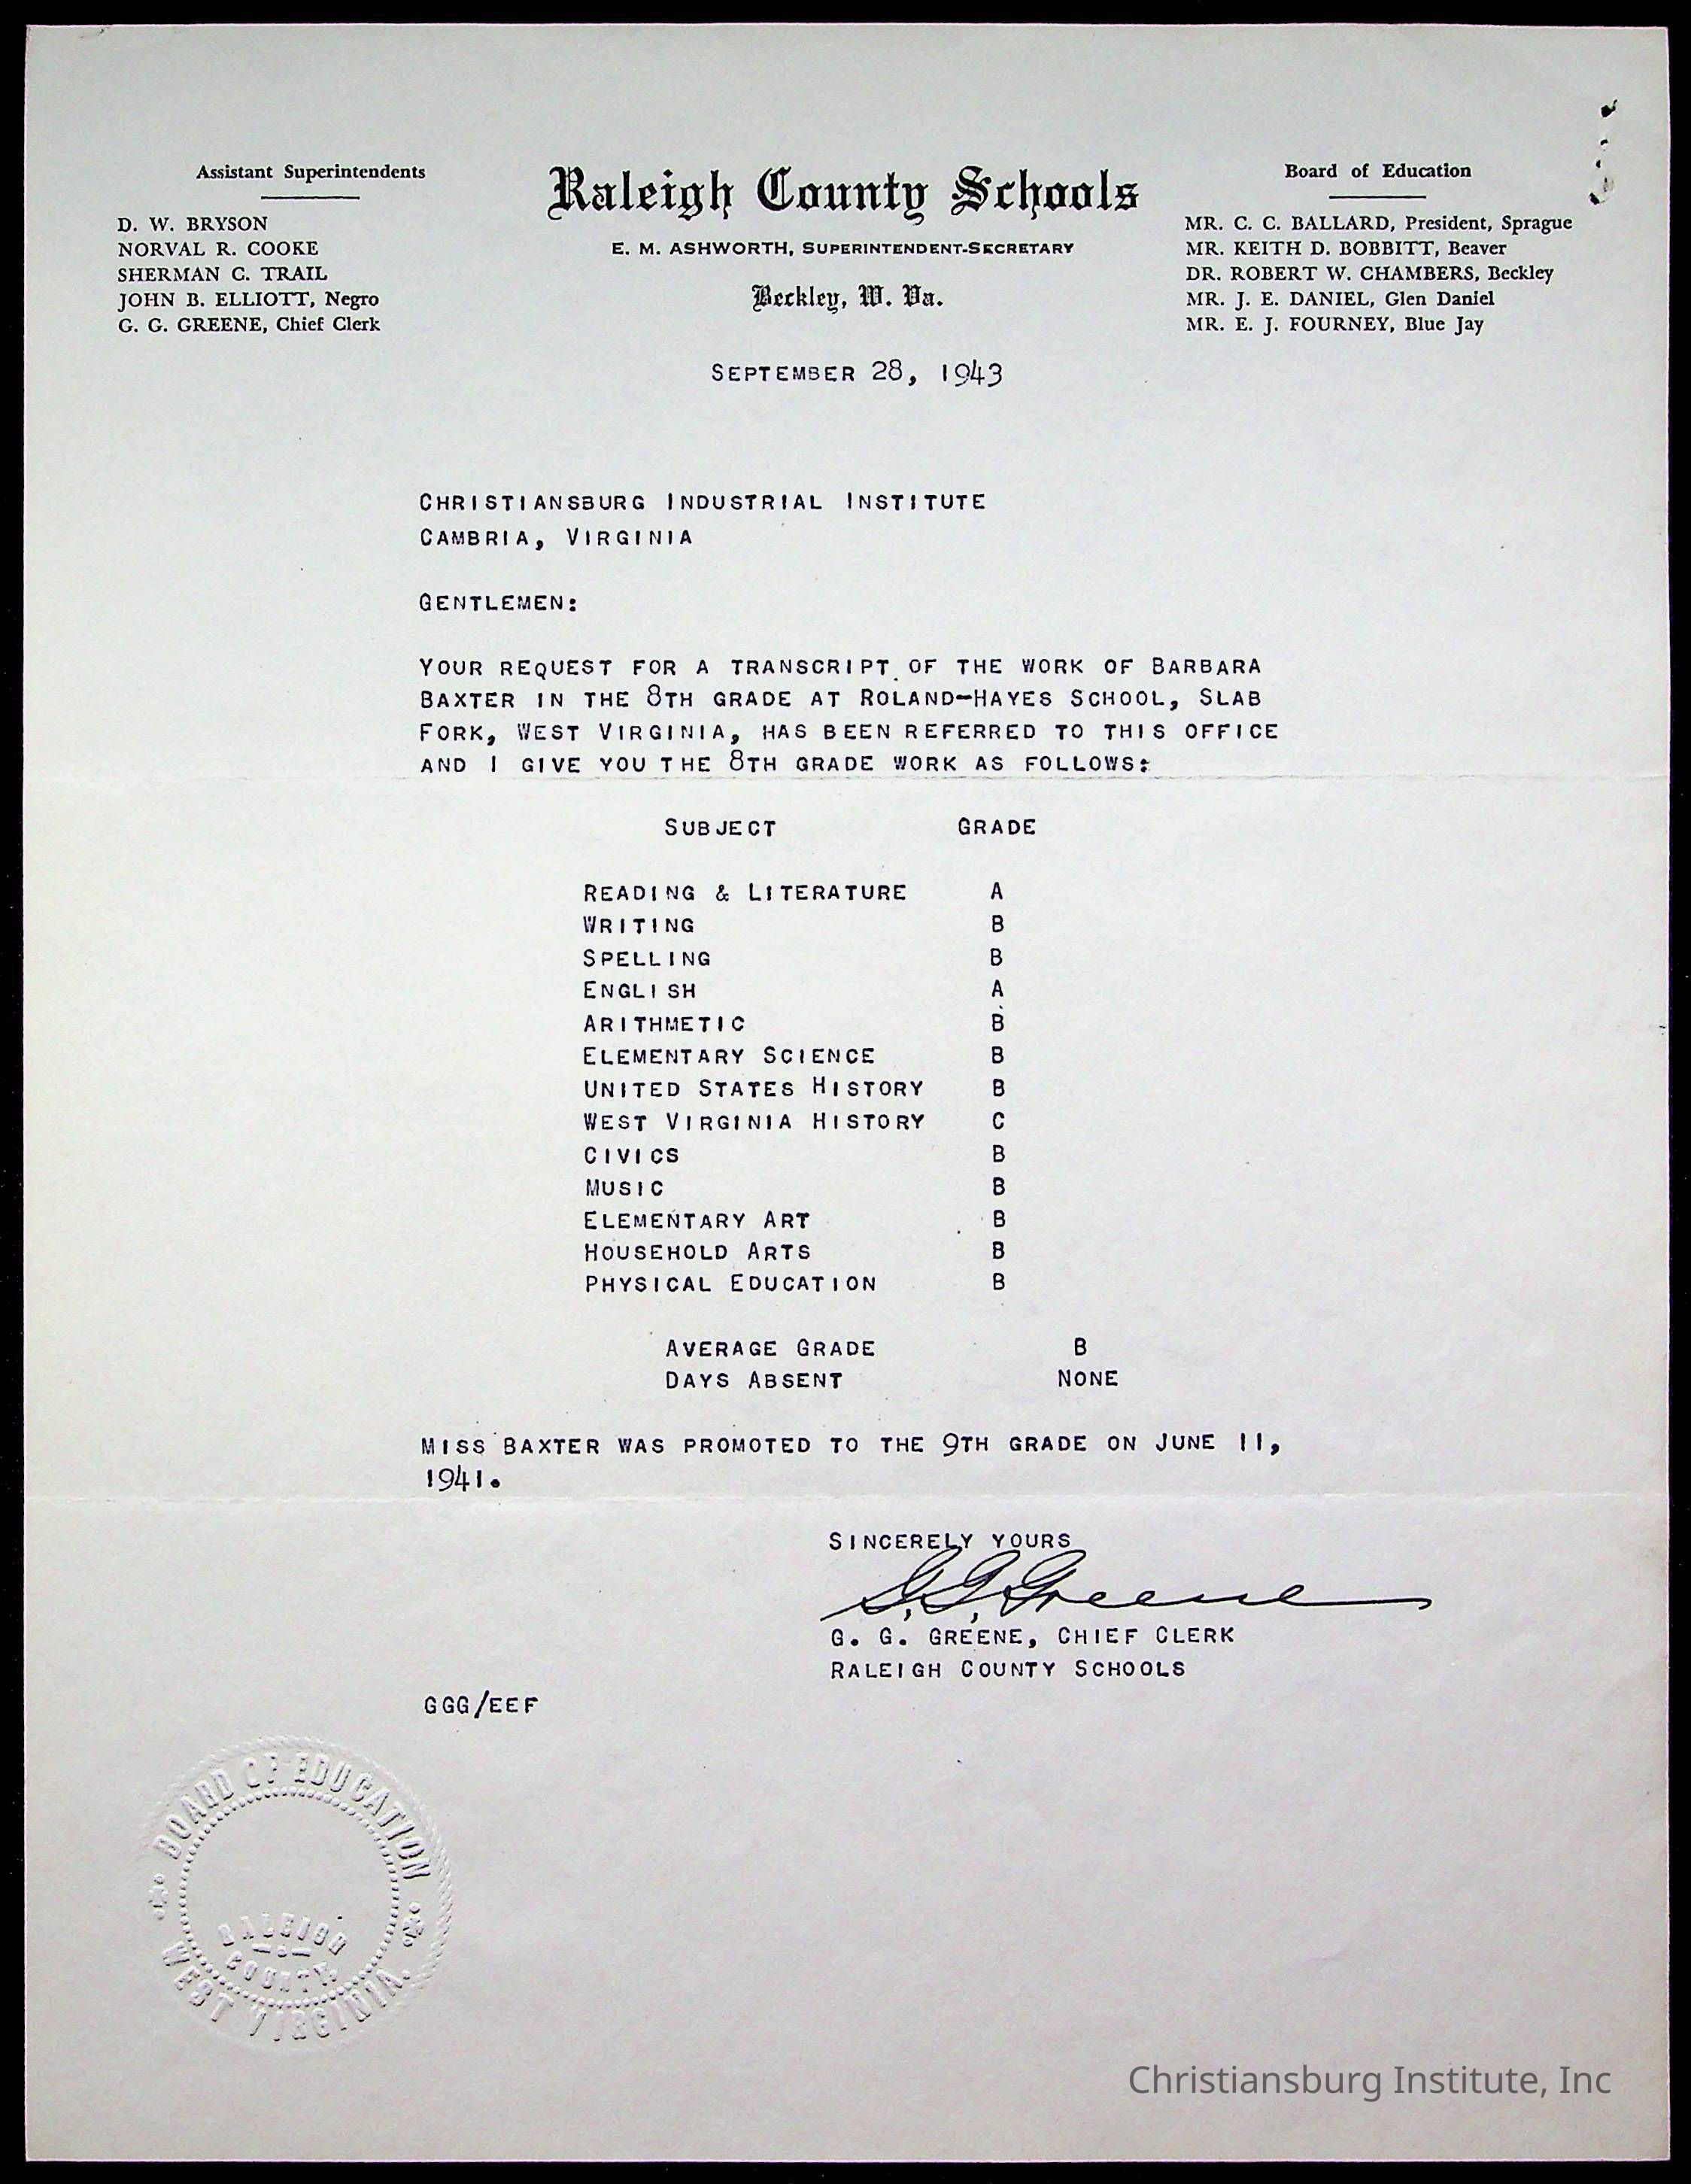 Assistant Superintendents
D. W. BRYSON
NORVAL R. COOKE
SHERMAN C. TRAIL
JOHN B. ELLIOTT, Negro
G. G. GREENE, Chief Clerk
Raleigh County Schools
E. M. ASHWORTH, SUPERINTENDENT-SECRETARY
Beckley, W. Va.
Board of Education
MR. C. C. BALLARD, President, Sprague
MR. KEITH D. BOBBITT, Beaver
DR. ROBERT W. CHAMBERS, Beckley
MR. J. E. DANIEL, Glen Daniel
MR. E. J. FOURNEY, Blue Jay
SEPTEMBER 28, 1943
CHRISTIANSBURG INDUSTRIAL INSTITUTE
CAMBRIA, VIRGINIA
GENTLEMEN:
YOUR REQUEST FOR A TRANSCRIPT OF THE WORK OF BARBARA
BAXTER IN THE 8TH GRADE AT ROLAND-HAYES SCHOOL, SLAB
FORK, WEST VIRGINIA, HAS BEEN REFERRED TO THIS OFFICE
AND I GIVE YOU THE 8TH GRADE WORK AS FOLLOWS:
SUBJECT GRADE
READING & LITERATURE A
WRITING B
SPELLING B
ENGLISH A
ARITHMETIC B
ELEMENTARY SCIENCE B
UNITED STATES HISTORY B
WEST VIRGINIA HISTORY C
CIVICS B
MUSIC B
ELEMENTARY ART B
HOUSEHOLD ARTS B
PHYSICAL EDUCATION B
AVERAGE GRADE B
DAYS ABSENT NONE
MISS BAXTER WAS PROMOTED TO THE 9TH GRADE ON JUNE 11,
1941.
SINCERELY YOURS
G. G. Greene
G. G. GREENE, CHIEF CLERK
RALEIGH COUNTY SCHOOLS
GGG/EEF
BOARD OF EDUCATION
RALEIGH
COUNTY.
WEST VIRGINIA.
Christiansburg Institute, Inc